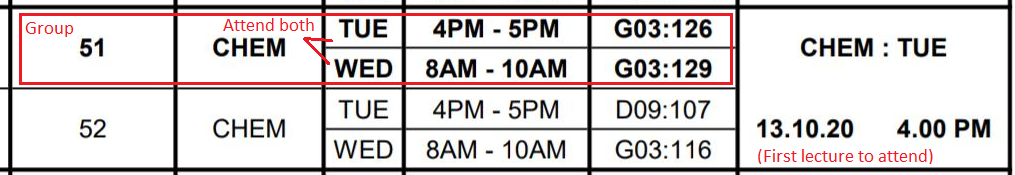 Group
Attend both
51 CHEM TUE 4PM - 5PM G03:126
WED 8AM - 10AM G03:129
52 CHEM TUE 4PM - 5PM D09:107
WED 8AM - 10AM G03:116
CHEM : TUE
13.10.20 4.00 PM
(First lecture to attend)